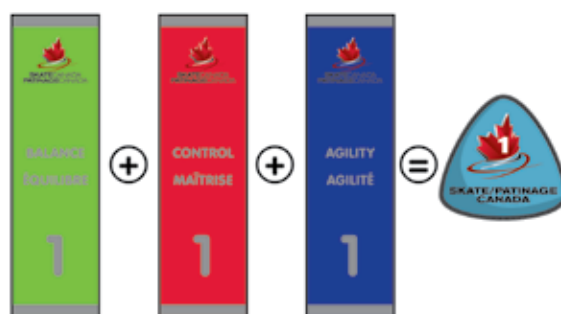 SKATE CANADA
PATINAGE CANADA
BALANCE
ÉQUILIBRE
1
+
SKATE CANADA
PATINAGE CANADA
CONTROL
MAÎTRISE
1
+
SKATE CANADA
PATINAGE CANADA
AGILITY
AGILITÉ
1
=
1
SKATE/PATINAGE
CANADA